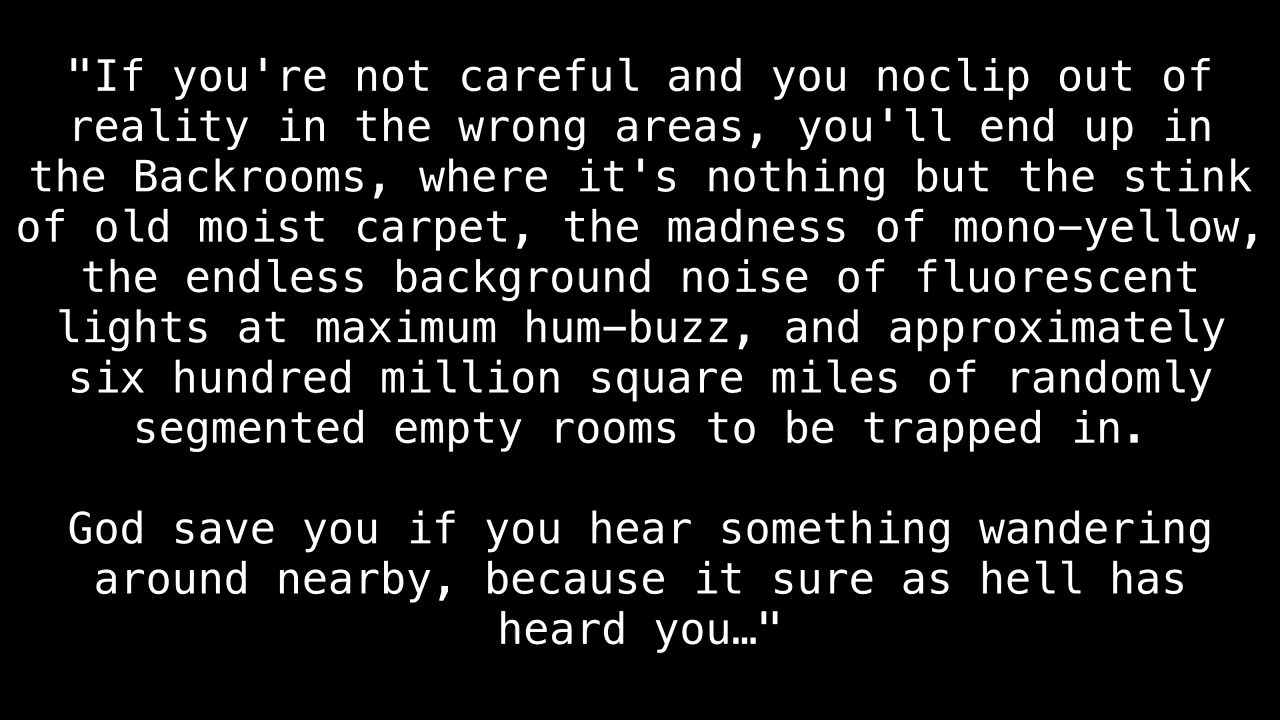 "If you're not careful and you noclip out of
reality in the wrong areas, you'll end up in
the Backrooms, where it's nothing but the stink
of old moist carpet, the madness of mono-yellow,
the endless background noise of fluorescent
lights at maximum hum-buzz, and approximately
six hundred million square miles of randomly
segmented empty rooms to be trapped in.
God save you if you hear something wandering
around nearby, because it sure as hell has
heard you…"